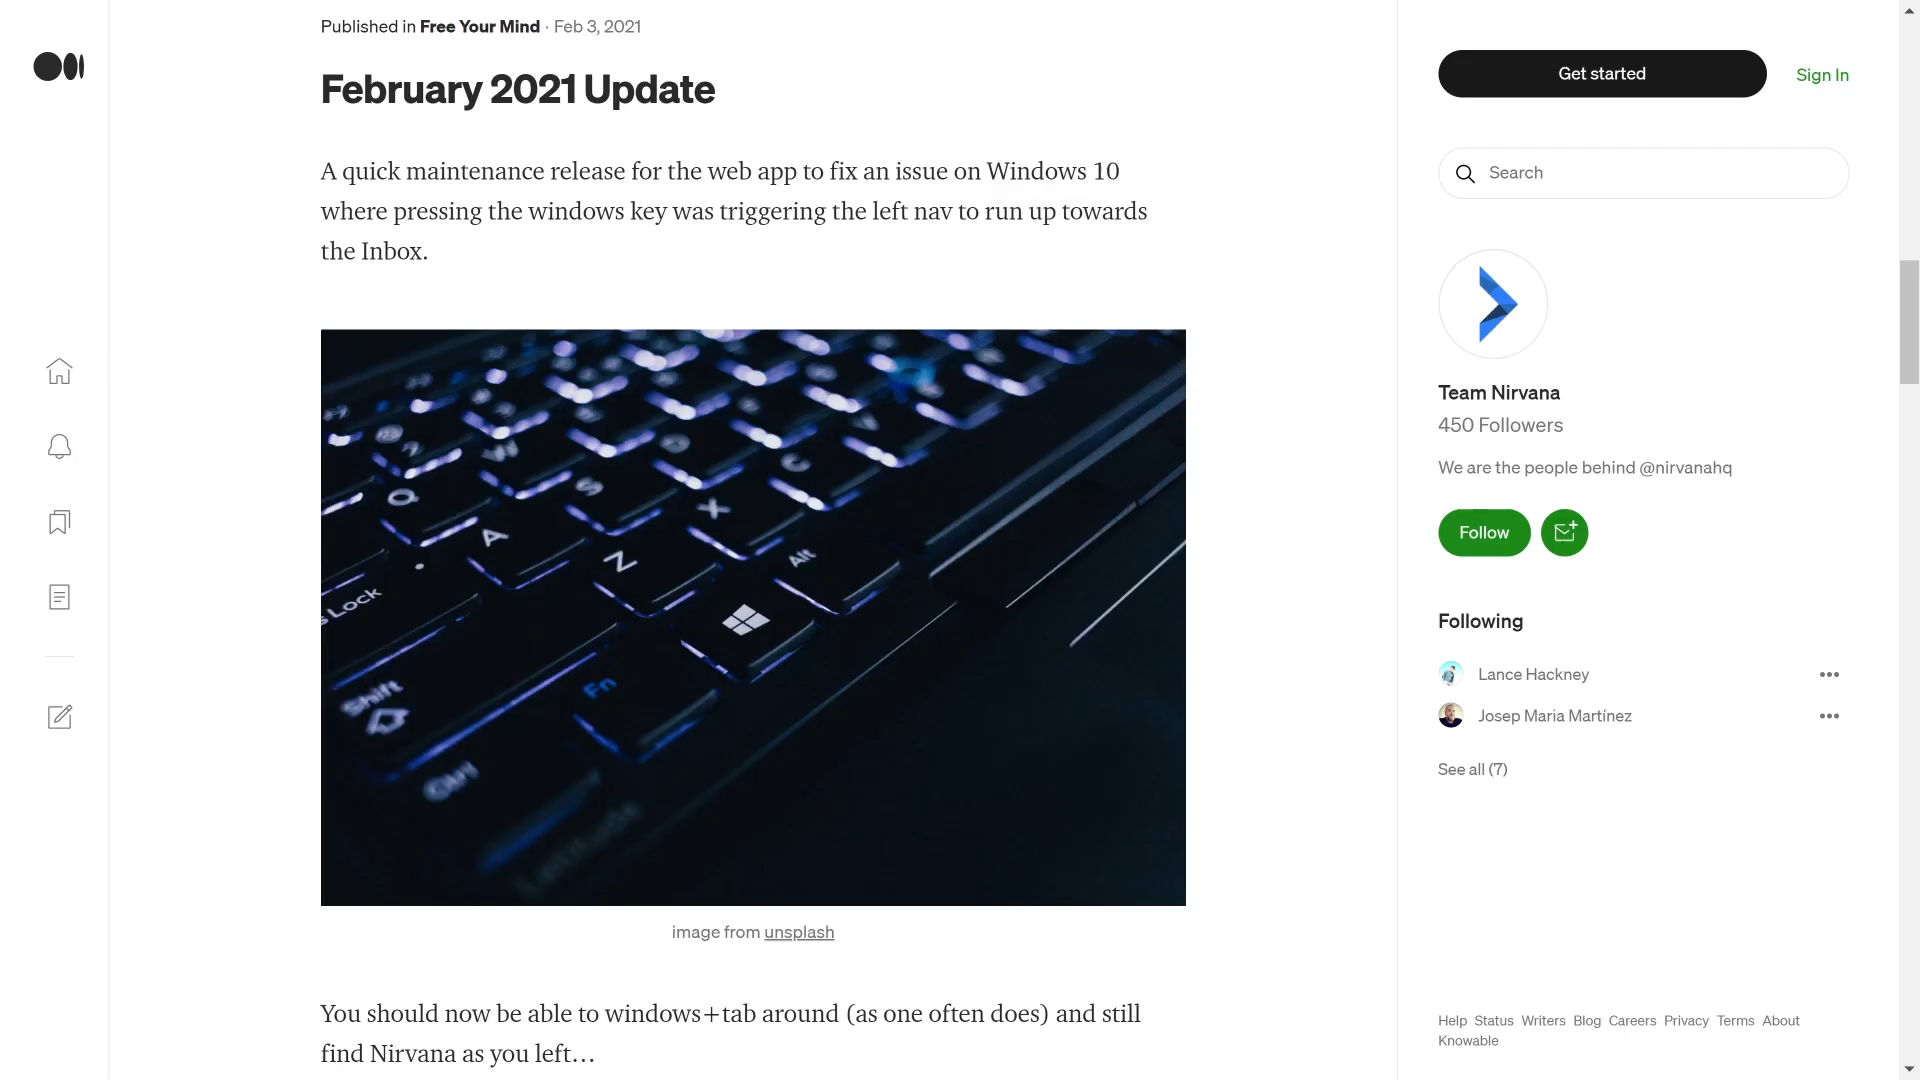 Published in Free Your Mind · Feb 3, 2021
February 2021 Update
A quick maintenance release for the web app to fix an issue on Windows 10
where pressing the windows key was triggering the left nav to run up towards
the Inbox.
Q
W
A
S
Z
X
C
Alt
Lock
Shift
Fn
Ctrl
image from unsplash
You should now be able to windows+tab around (as one often does) and still
find Nirvana as you left…
Get started
Sign In
Search
Team Nirvana
450 Followers
We are the people behind @nirvanahq
Follow
Following
Lance Hackney
Josep Maria Martínez
See all (7)
Help Status Writers Blog Careers Privacy Terms About
Knowable